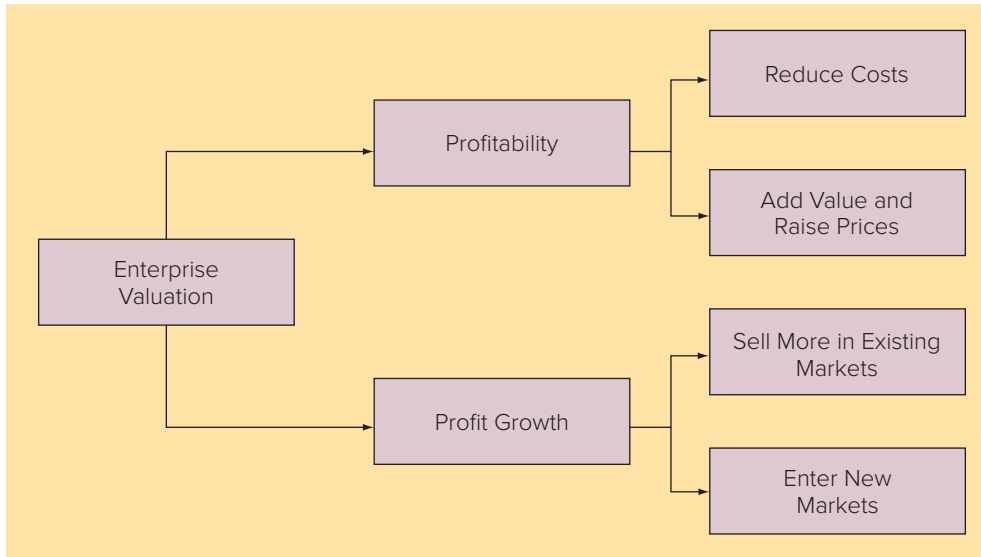 Enterprise
Valuation
Profitability
Profit Growth
Reduce Costs
Add Value and
Raise Prices
Sell More in Existing
Markets
Enter New
Markets